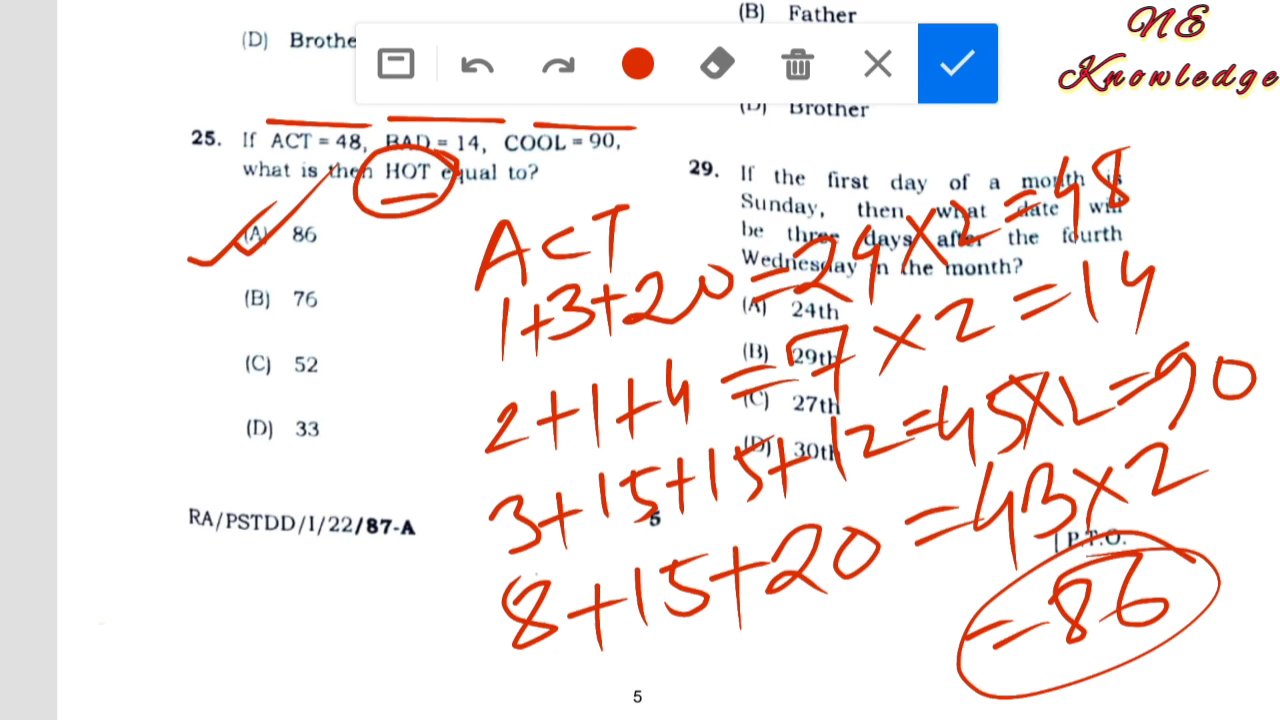 (B) Father
NE
Knowledge
(D) Brothe
(D) Brother
25. If ACT = 48, BAD = 14, COOL = 90,
what is then HOT equal to?
(A) 86
(B) 76
(C) 52
(D) 33
RA/PSTDD/1/22/87-A
29. If the first day of a month is
Sunday, then what date will
be three days after the fourth
Wednesday in the month?
(A) 24th
(B) 29th
(C) 27th
(D) 30th
5
[ P.T.O.
ACT
1+3+20=24×2=48
2+1+4=7×2=14
3+15+15+12=45×2=90
8+15+20=43×2
=86
5